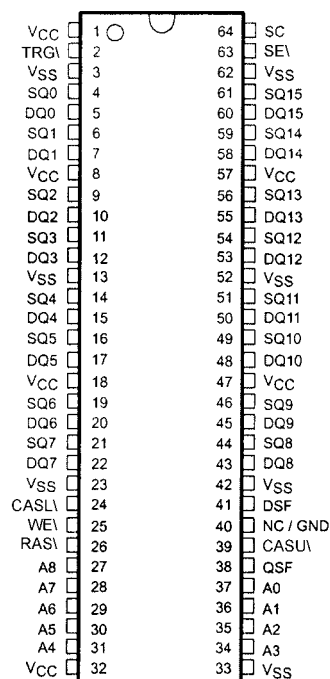 VCC 1 64 SC
TRG\ 2 63 SE\
VSS 3 62 VSS
SQ0 4 61 SQ15
DQ0 5 60 DQ15
SQ1 6 59 SQ14
DQ1 7 58 DQ14
VCC 8 57 VCC
SQ2 9 56 SQ13
DQ2 10 55 DQ13
SQ3 11 54 SQ12
DQ3 12 53 DQ12
VSS 13 52 VSS
SQ4 14 51 SQ11
DQ4 15 50 DQ11
SQ5 16 49 SQ10
DQ5 17 48 DQ10
VCC 18 47 VCC
SQ6 19 46 SQ9
DQ6 20 45 DQ9
SQ7 21 44 SQ8
DQ7 22 43 DQ8
VSS 23 42 VSS
CASL\ 24 41 DSF
WE\ 25 40 NC / GND
RAS\ 26 39 CASU\
A8 27 38 QSF
A7 28 37 A0
A6 29 36 A1
A5 30 35 A2
A4 31 34 A3
VCC 32 33 VSS